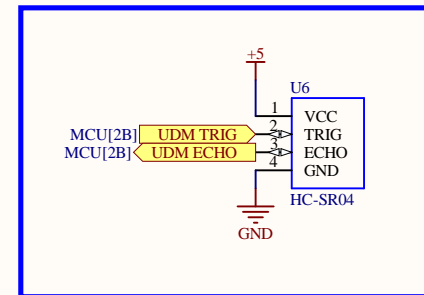 +5
U6
1 VCC
MCU[2B] UDM TRIG 2 TRIG
MCU[2B] UDM ECHO 3 ECHO
4 GND
HC-SR04
GND